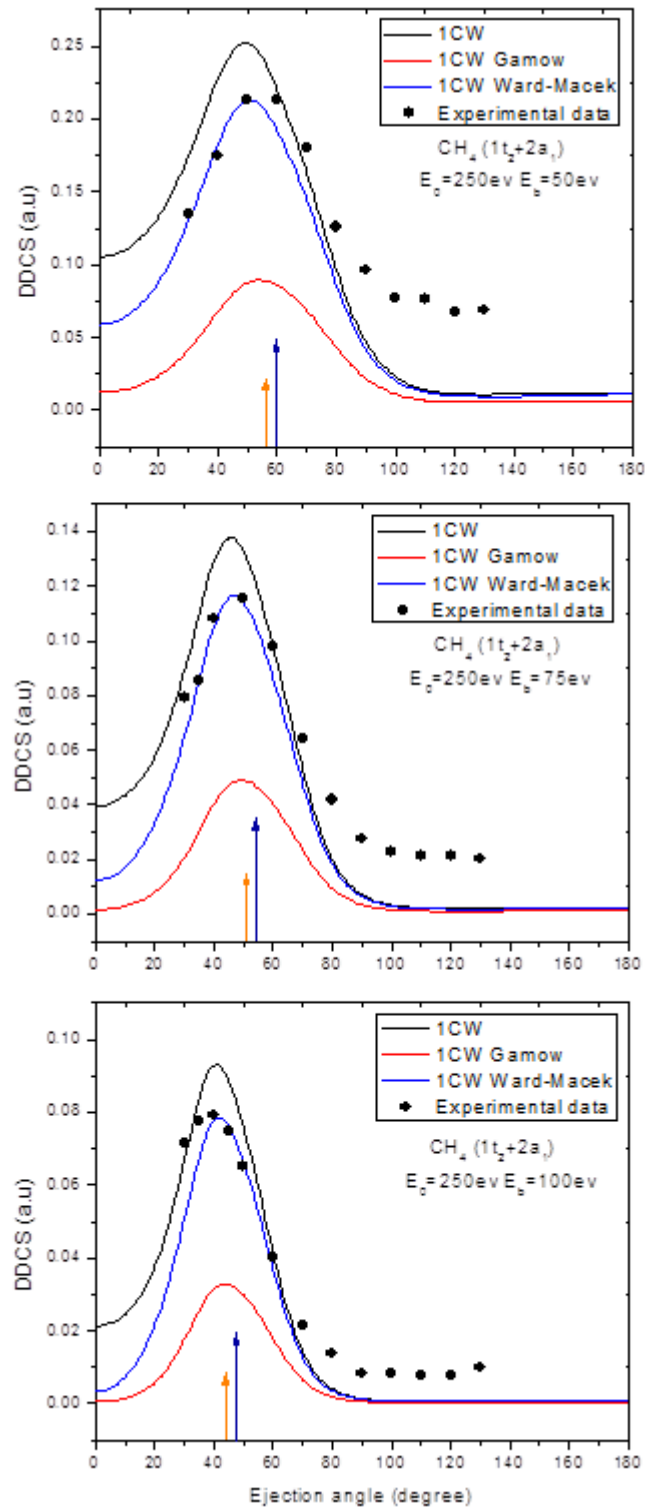 0.25
0.20
0.15
0.10
0.05
0.00
DDCS (a.u)
1CW
1CW Gamow
1CW Ward-Macek
Experimental data
CH4 (1t2+2a1)
E0=250ev Eb=50ev
0 20 40 60 80 100 120 140 160 180
0.14
0.12
0.10
0.08
0.06
0.04
0.02
0.00
DDCS (a.u)
1CW
1CW Gamow
1CW Ward-Macek
Experimental data
CH4 (1t2+2a1)
E0=250ev Eb=75ev
0 20 40 60 80 100 120 140 160 180
0.10
0.08
0.06
0.04
0.02
0.00
DDCS (a.u)
1CW
1CW Gamow
1CW Ward-Macek
Experimental data
CH4 (1t2+2a1)
E0=250ev Eb=100ev
0 20 40 60 80 100 120 140 160 180
Ejection angle (degree)